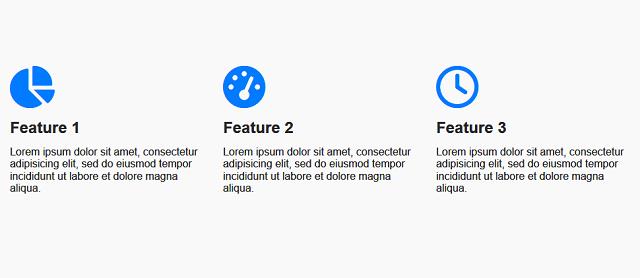 Feature 1
Lorem ipsum dolor sit amet, consectetur
adipisicing elit, sed do eiusmod tempor
incididunt ut labore et dolore magna
aliqua.
Feature 2
Lorem ipsum dolor sit amet, consectetur
adipisicing elit, sed do eiusmod tempor
incididunt ut labore et dolore magna
aliqua.
Feature 3
Lorem ipsum dolor sit amet, consectetur
adipisicing elit, sed do eiusmod tempor
incididunt ut labore et dolore magna
aliqua.